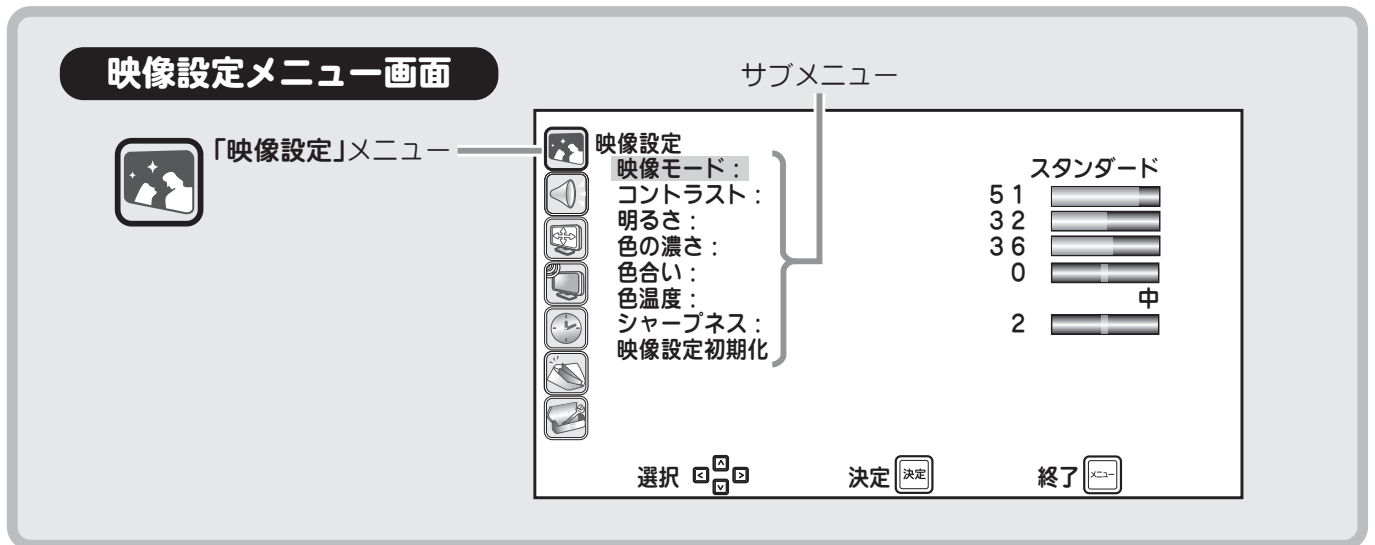 映像設定メニュー画面
サブメニュー
「映像設定」メニュー
映像設定
映像モード： スタンダード
コントラスト： 51
明るさ： 32
色の濃さ： 36
色合い： 0
色温度： 中
シャープネス： 2
映像設定初期化
選択 決定 決定 終了 メニュー